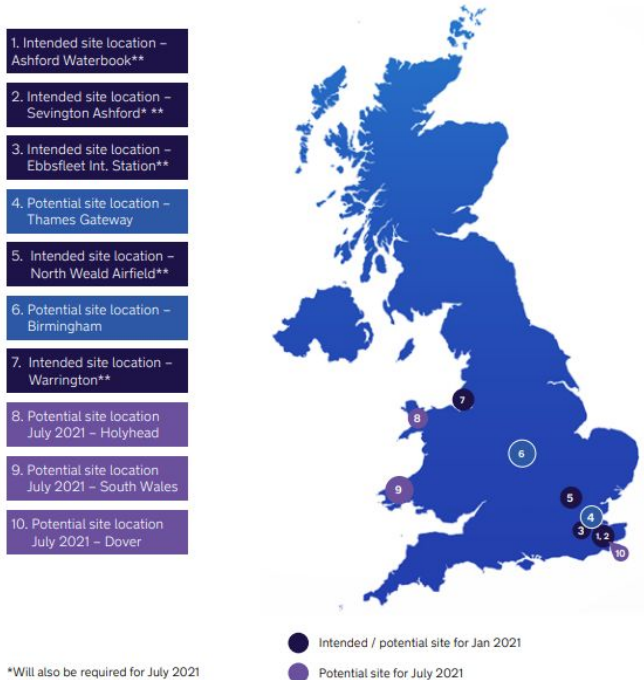 1. Intended site location –
Ashford Waterbook**
2. Intended site location –
Sevington Ashford* **
3. Intended site location –
Ebbsfleet Int. Station**
4. Potential site location –
Thames Gateway
5. Intended site location –
North Weald Airfield**
6. Potential site location –
Birmingham
7. Intended site location –
Warrington**
8. Potential site location
July 2021 – Holyhead
9. Potential site location
July 2021 – South Wales
10. Potential site location
July 2021 – Dover
7
8
6
9
5
4
3
1, 2
10
Intended / potential site for Jan 2021
*Will also be required for July 2021
Potential site for July 2021